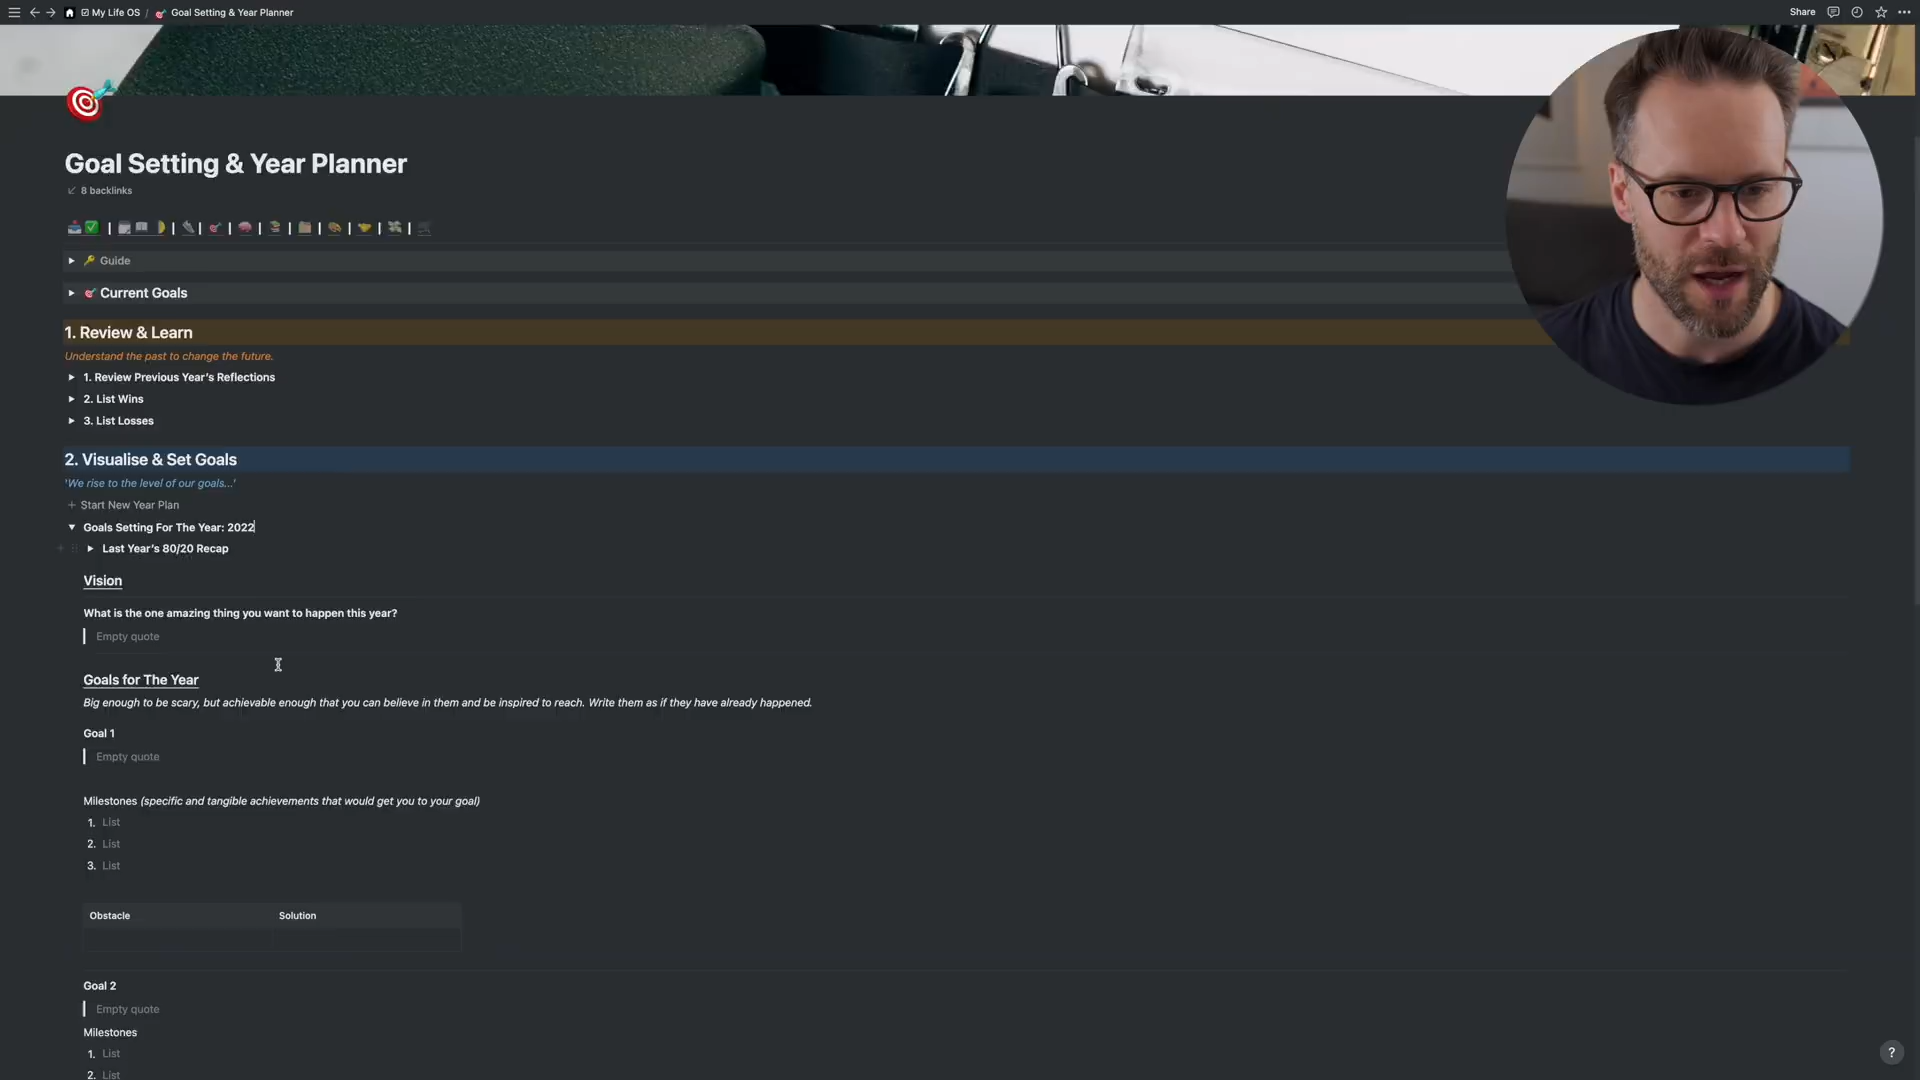 My Life OS / Goal Setting & Year Planner
Share
Goal Setting & Year Planner
8 backlinks
Guide
Current Goals
1. Review & Learn
Understand the past to change the future.
1. Review Previous Year's Reflections
2. List Wins
3. List Losses
2. Visualise & Set Goals
'We rise to the level of our goals...'
+ Start New Year Plan
Goals Setting For The Year: 2022
Last Year's 80/20 Recap
Vision
What is the one amazing thing you want to happen this year?
Empty quote
Goals for The Year
Big enough to be scary, but achievable enough that you can believe in them and be inspired to reach. Write them as if they have already happened.
Goal 1
Empty quote
Milestones (specific and tangible achievements that would get you to your goal)
1. List
2. List
3. List
Obstacle Solution
Goal 2
Empty quote
Milestones
1. List
2. List
?